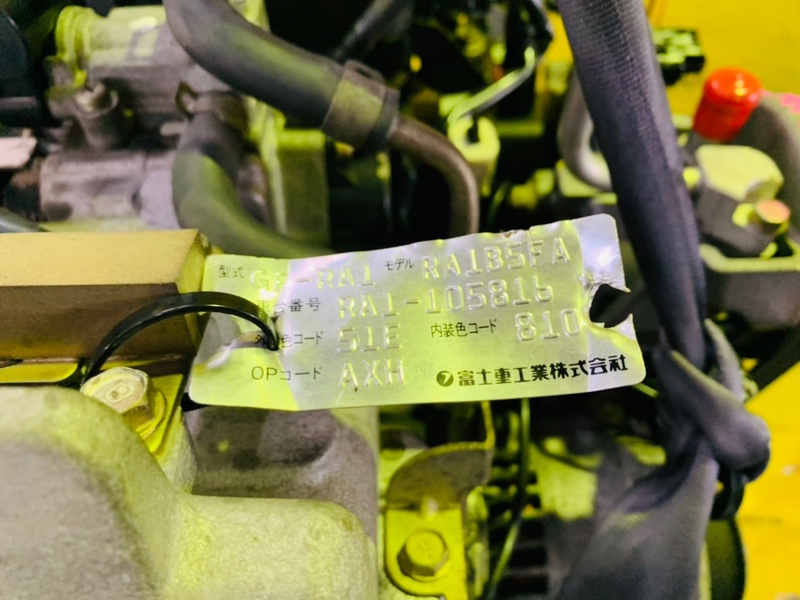 型式 GF-RA1 モデル RA185FA
台番号 RA1-105816
色コード 51E 内装色コード 810
OPコード AXH ⑦富士重工業株式会社